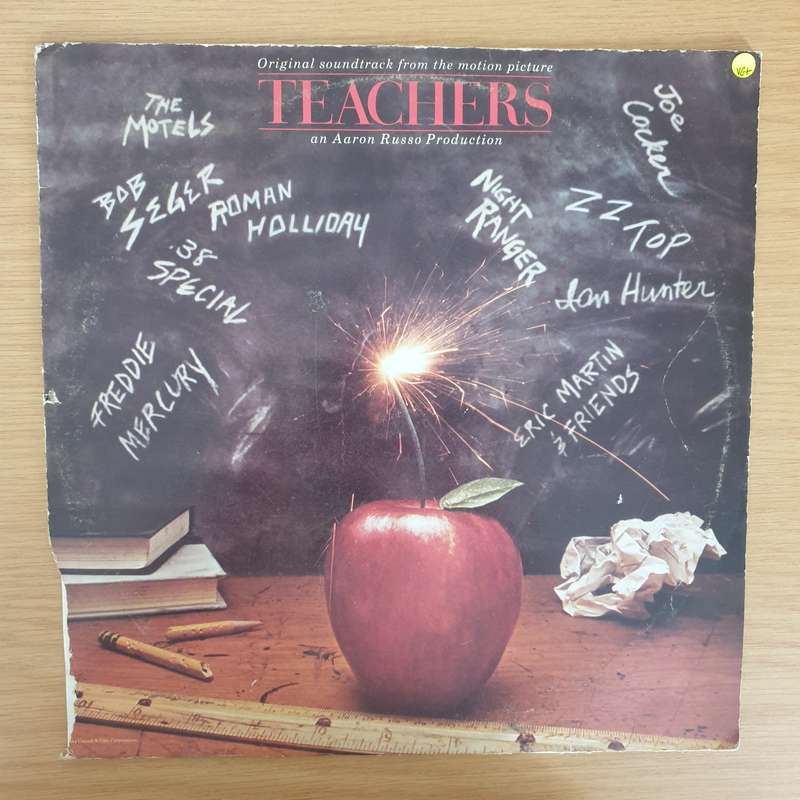 Original soundtrack from the motion picture
TEACHERS
an Aaron Russo Production
VG+
THE
MOTELS
BOB
SEGER
ROMAN
HOLLIDAY
.38
SPECIAL
FREDDIE
MERCURY
NIGHT
RANGER
Joe
Cocker
ZZ TOP
Ian Hunter
ERIC MARTIN
& FRIENDS